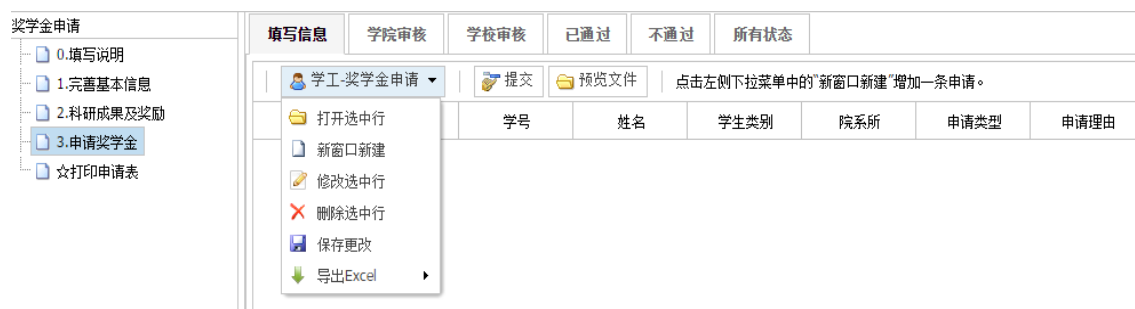 奖学金申请
0.填写说明
1.完善基本信息
2.科研成果及奖励
3.申请奖学金
☆打印申请表
填写信息 学院审核 学校审核 已通过 不通过 所有状态
学工-奖学金申请 提交 预览文件 点击左侧下拉菜单中的"新窗口新建"增加一条申请。
学号 姓名 学生类别 院系所 申请类型 申请理由
打开选中行
新窗口新建
修改选中行
删除选中行
保存更改
导出Excel